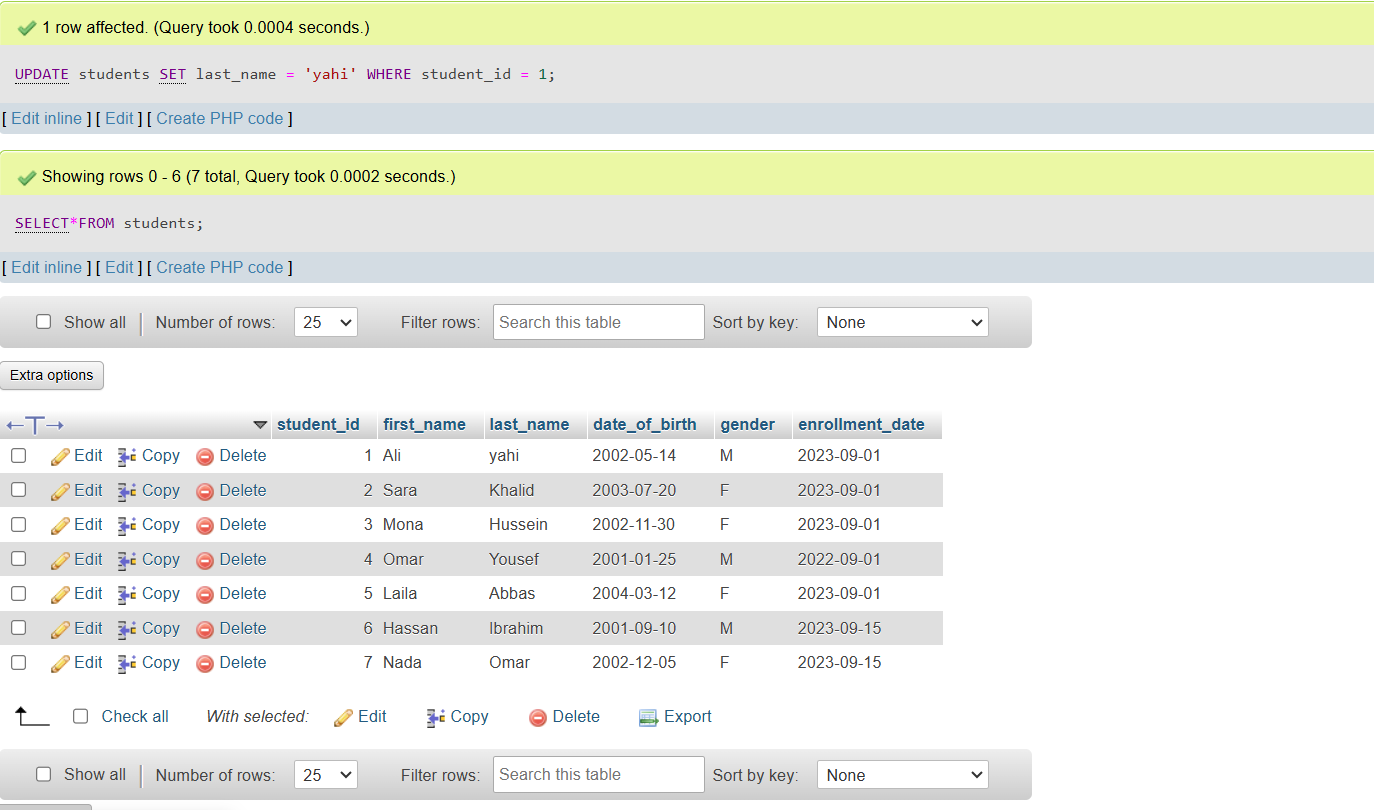 1 row affected. (Query took 0.0004 seconds.)
UPDATE students SET last_name = 'yahi' WHERE student_id = 1;
[ Edit inline ] [ Edit ] [ Create PHP code ]
Showing rows 0 - 6 (7 total, Query took 0.0002 seconds.)
SELECT*FROM students;
[ Edit inline ] [ Edit ] [ Create PHP code ]
Show all Number of rows: 25 Filter rows: Search this table Sort by key: None
Extra options
student_id first_name last_name date_of_birth gender enrollment_date
Edit Copy Delete 1 Ali yahi 2002-05-14 M 2023-09-01
Edit Copy Delete 2 Sara Khalid 2003-07-20 F 2023-09-01
Edit Copy Delete 3 Mona Hussein 2002-11-30 F 2023-09-01
Edit Copy Delete 4 Omar Yousef 2001-01-25 M 2022-09-01
Edit Copy Delete 5 Laila Abbas 2004-03-12 F 2023-09-01
Edit Copy Delete 6 Hassan Ibrahim 2001-09-10 M 2023-09-15
Edit Copy Delete 7 Nada Omar 2002-12-05 F 2023-09-15
Check all With selected: Edit Copy Delete Export
Show all Number of rows: 25 Filter rows: Search this table Sort by key: None